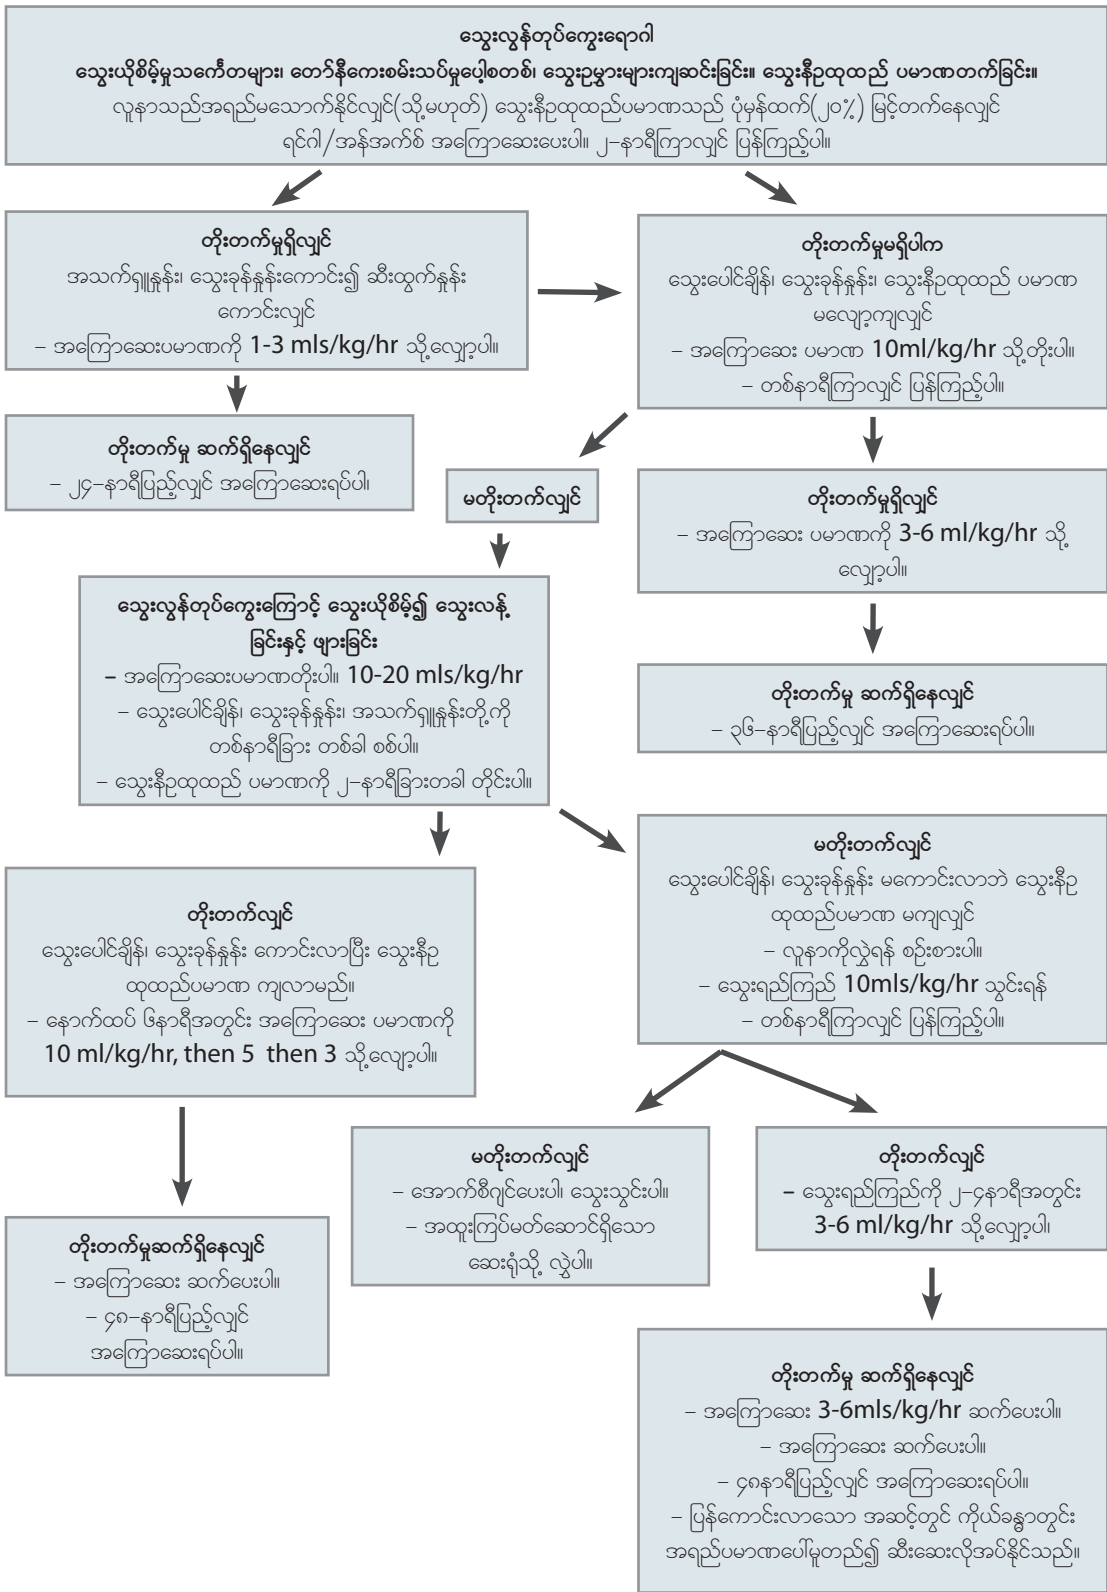 သွေးလွန်တုပ်ကွေးရောဂါ
သွေးယိုစိမ့်မှုသင်္ကေတများ၊ တော်နီကေးစမ်းသပ်မှုပေါ့စတစ်၊ သွေးဥမွှားများကျဆင်းခြင်း။ သွေးနီဥထုထည် ပမာဏတက်ခြင်း။
လူနာသည်အရည်မသောက်နိုင်လျှင်(သို့မဟုတ်) သွေးနီဥထုထည်ပမာဏသည် ပုံမှန်ထက်(၂၀%) မြင့်တက်နေလျှင်
ရင်ဂါ/အန်အက်စ် အကြောဆေးပေးပါ။ ၂–နာရီကြာလျှင် ပြန်ကြည့်ပါ။
တိုးတက်မှုရှိလျှင်
အသက်ရှူနှုန်း၊ သွေးခုန်နှုန်းကောင်း၍ ဆီးထွက်နှုန်း
ကောင်းလျှင်
– အကြောဆေးပမာဏကို 1-3 mls/kg/hr သို့လျော့ပါ။
တိုးတက်မှုမရှိပါက
သွေးပေါင်ချိန်၊ သွေးခုန်နှုန်း၊ သွေးနီဥထုထည် ပမာဏ
မလျော့ကျလျှင်
– အကြောဆေး ပမာဏ 10ml/kg/hr သို့တိုးပါ။
– တစ်နာရီကြာလျှင် ပြန်ကြည့်ပါ။
တိုးတက်မှု ဆက်ရှိနေလျှင်
– ၂၄–နာရီပြည့်လျှင် အကြောဆေးရပ်ပါ၊
မတိုးတက်လျှင်
တိုးတက်မှုရှိလျှင်
– အကြောဆေး ပမာဏကို 3-6 ml/kg/hr သို့
လျော့ပါ။
သွေးလွန်တုပ်ကွေးကြောင့် သွေးယိုစိမ့်၍ သွေးလန့်
ခြင်းနှင့် ဖျားခြင်း
– အကြောဆေးပမာဏတိုးပါ။ 10-20 mls/kg/hr
– သွေးပေါင်ချိန်၊ သွေးခုန်နှုန်း၊ အသက်ရှူနှုန်းတို့ကို
တစ်နာရီခြား တစ်ခါ စစ်ပါ။
– သွေးနီဥထုထည် ပမာဏကို ၂–နာရီခြားတခါ တိုင်းပါ။
တိုးတက်မှု ဆက်ရှိနေလျှင်
– ၃၆–နာရီပြည့်လျှင် အကြောဆေးရပ်ပါ။
မတိုးတက်လျှင်
သွေးပေါင်ချိန်၊ သွေးခုန်နှုန်း မကောင်းလာဘဲ သွေးနီဥ
ထုထည်ပမာဏ မကျလျှင်
– လူနာကိုလွှဲရန် စဉ်းစားပါ။
– သွေးရည်ကြည် 10mls/kg/hr သွင်းရန်
– တစ်နာရီကြာလျှင် ပြန်ကြည့်ပါ။
တိုးတက်လျှင်
သွေးပေါင်ချိန်၊ သွေးခုန်နှုန်း ကောင်းလာပြီး သွေးနီဥ
ထုထည်ပမာဏ ကျလာမည်။
– နောက်ထပ် ၆နာရီအတွင်း အကြောဆေး ပမာဏကို
10 ml/kg/hr, then 5 then 3 သို့လျော့ပါ။
မတိုးတက်လျှင်
– အောက်စီဂျင်ပေးပါ၊ သွေးသွင်းပါ။
– အထူးကြပ်မတ်ဆောင်ရှိသော
ဆေးရုံသို့ လွှဲပါ။
တိုးတက်လျှင်
– သွေးရည်ကြည်ကို ၂–၄နာရီအတွင်း
3-6 ml/kg/hr သို့လျော့ပါ၊
တိုးတက်မှုဆက်ရှိနေလျှင်
– အကြောဆေး ဆက်ပေးပါ။
– ၄၈–နာရီပြည့်လျှင်
အကြောဆေးရပ်ပါ။
တိုးတက်မှု ဆက်ရှိနေလျှင်
– အကြောဆေး 3-6mls/kg/hr ဆက်ပေးပါ။
– အကြောဆေး ဆက်ပေးပါ။
– ၄၈နာရီပြည့်လျှင် အကြောဆေးရပ်ပါ။
– ပြန်ကောင်းလာသော အဆင့်တွင် ကိုယ်ခန္ဓာတွင်း
အရည်ပမာဏပေါ်မူတည်၍ ဆီးဆေးလိုအပ်နိုင်သည်။